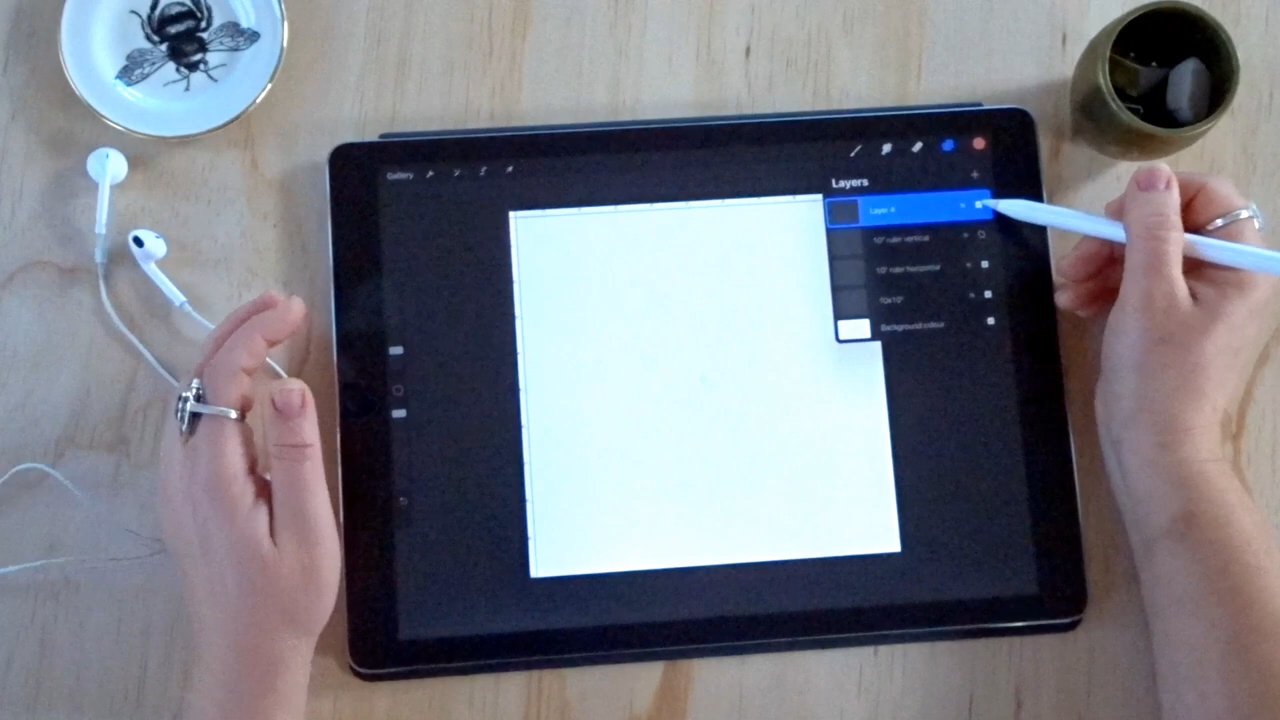 Gallery
Layers
Layer 4
10" ruler vertical
10" ruler horizontal
10x10"
Background colour